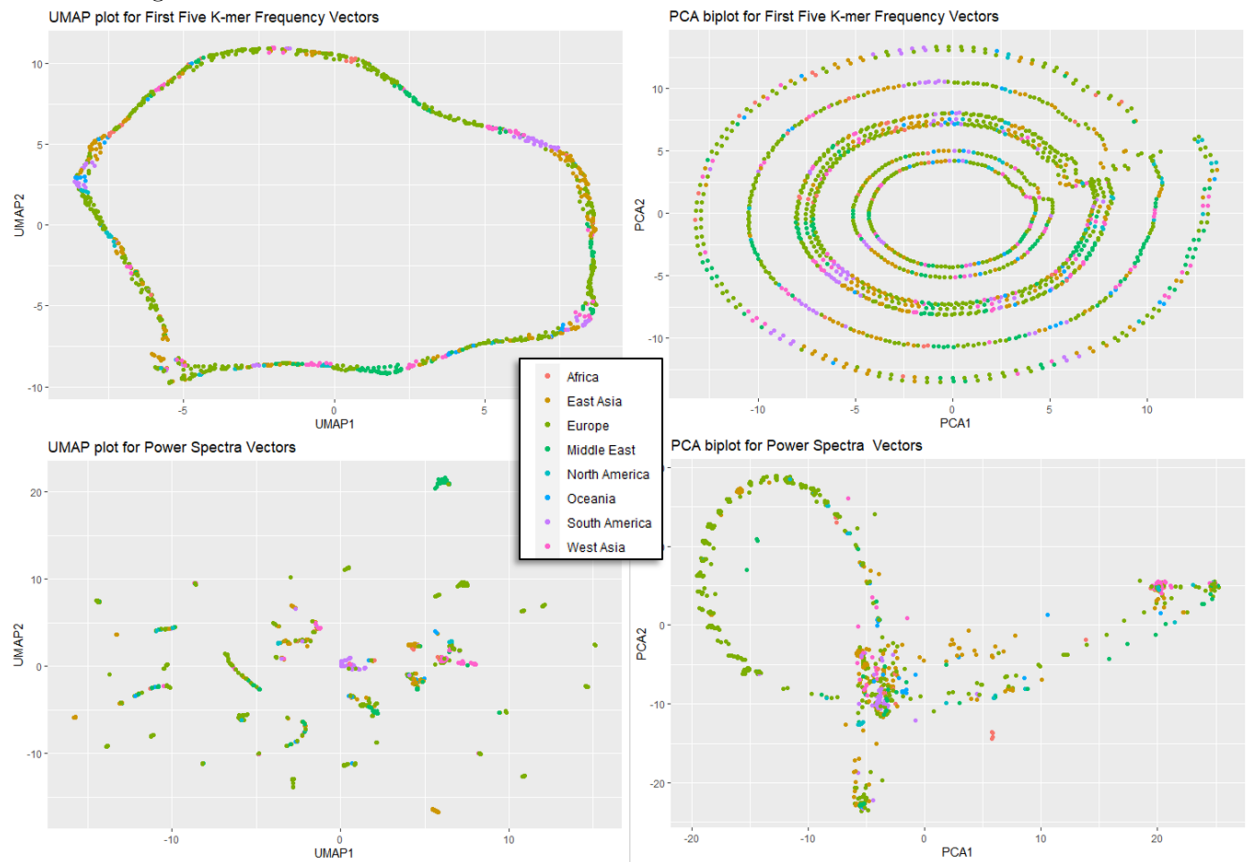 UMAP plot for First Five K-mer Frequency Vectors
10
5
0
-5
-10
UMAP2
-5
0
5
UMAP1
PCA biplot for First Five K-mer Frequency Vectors
10
5
0
-5
-10
PCA2
-10
-5
0
5
10
PCA1
Africa
East Asia
Europe
Middle East
North America
Oceania
South America
West Asia
UMAP plot for Power Spectra Vectors
20
10
0
-10
UMAP2
-10
0
10
UMAP1
PCA biplot for Power Spectra Vectors
0
-10
-20
PCA2
-20
-10
0
10
20
PCA1